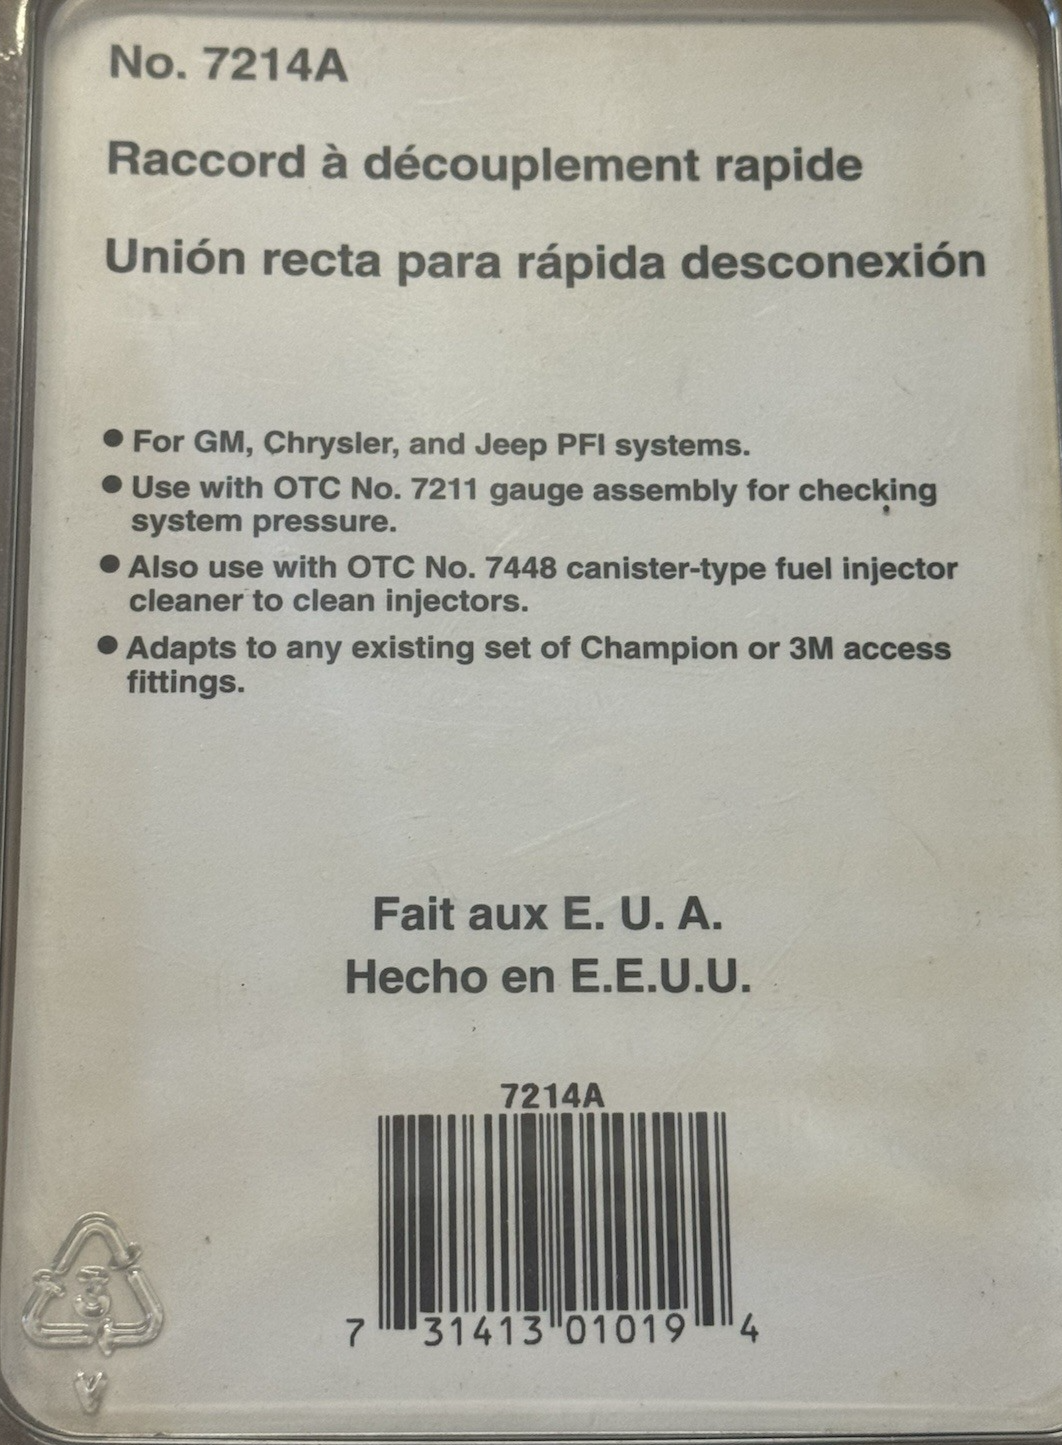 No. 7214A
Raccord à découplement rapide
Unión recta para rápida desconexión
● For GM, Chrysler, and Jeep PFI systems.
● Use with OTC No. 7211 gauge assembly for checking
system pressure.
● Also use with OTC No. 7448 canister-type fuel injector
cleaner to clean injectors.
● Adapts to any existing set of Champion or 3M access
fittings.
Fait aux E. U. A.
Hecho en E.E.U.U.
7214A
7 31413 01019 4
3
V